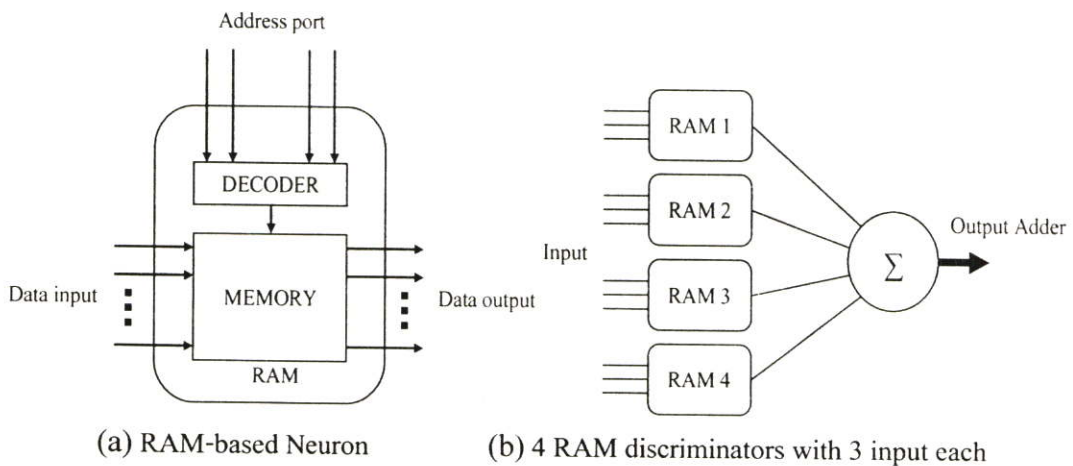 Address port
DECODER
Data input
MEMORY
Data output
RAM
(a) RAM-based Neuron
RAM 1
RAM 2
Input
RAM 3
RAM 4
Σ
Output Adder
(b) 4 RAM discriminators with 3 input each